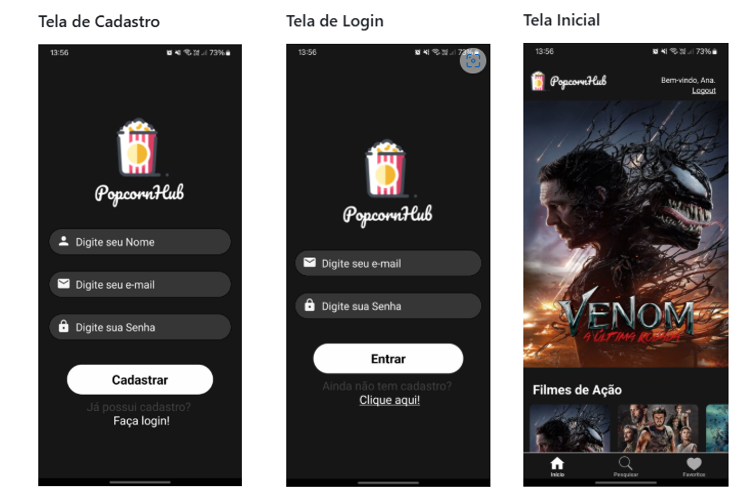 Tela de Cadastro
13:56
73%
PopcornHub
Digite seu Nome
Digite seu e-mail
Digite sua Senha
Cadastrar
Já possui cadastro?
Faça login!
Tela de Login
13:56
PopcornHub
Digite seu e-mail
Digite sua Senha
Entrar
Ainda não tem cadastro?
Clique aqui!
Tela Inicial
13:56
73%
PopcornHub
Bem-vindo, Ana.
Logout
VENOM
A ÚLTIMA RODADA
Filmes de Ação
Início
Pesquisar
Favoritos